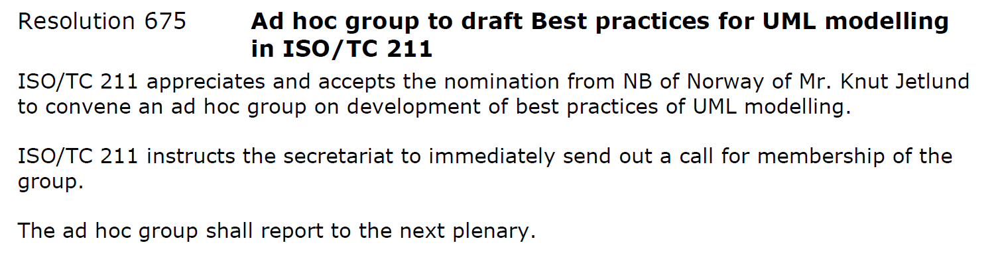 Resolution 675 Ad hoc group to draft Best practices for UML modelling
in ISO/TC 211
ISO/TC 211 appreciates and accepts the nomination from NB of Norway of Mr. Knut Jetlund
to convene an ad hoc group on development of best practices of UML modelling.
ISO/TC 211 instructs the secretariat to immediately send out a call for membership of the
group.
The ad hoc group shall report to the next plenary.